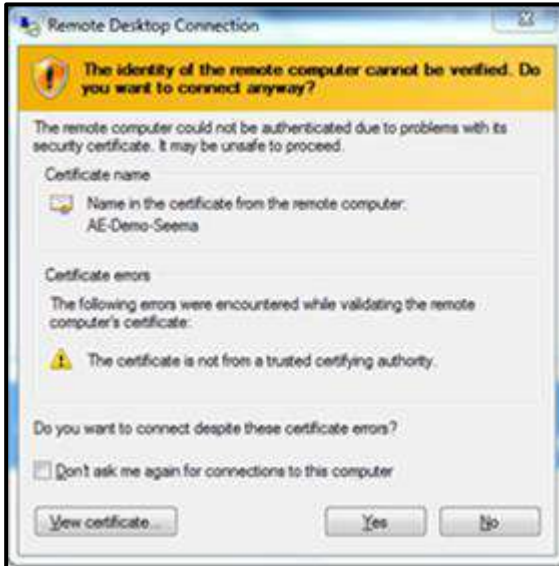 Remote Desktop Connection
The identity of the remote computer cannot be verified. Do
you want to connect anyway?
The remote computer could not be authenticated due to problems with its
security certificate. It may be unsafe to proceed.
Certificate name
Name in the certificate from the remote computer:
AE-Demo-Seema
Certificate errors
The following errors were encountered while validating the remote
computer's certificate:
The certificate is not from a trusted certifying authority.
Do you want to connect despite these certificate errors?
Don't ask me again for connections to this computer
View certificate...
Yes
No